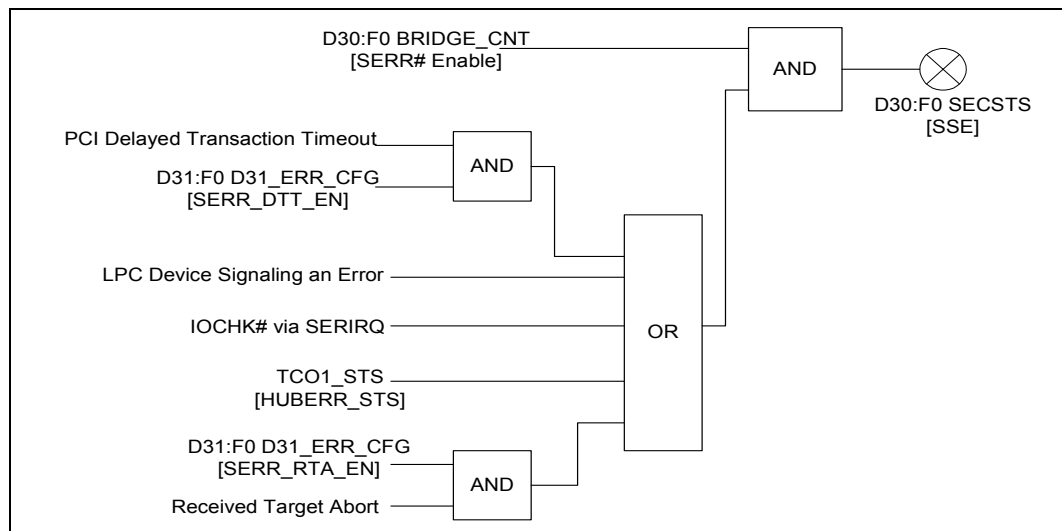 D30:F0 BRIDGE_CNT
[SERR# Enable]
AND
D30:F0 SECSTS
[SSE]
PCI Delayed Transaction Timeout
AND
D31:F0 D31_ERR_CFG
[SERR_DTT_EN]
LPC Device Signaling an Error
IOCHK# via SERIRQ
OR
TCO1_STS
[HUBERR_STS]
D31:F0 D31_ERR_CFG
[SERR_RTA_EN]
AND
Received Target Abort